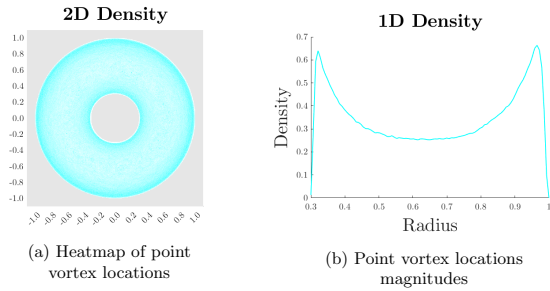 2D Density
1.0
0.8
0.6
0.4
0.2
0.0
-0.2
-0.4
-0.6
-0.8
-1.0
-1.0 -0.8 -0.6 -0.4 -0.2 0.0 0.2 0.4 0.6 0.8 1.0
(a) Heatmap of point
vortex locations
1D Density
Density
0.7
0.6
0.5
0.4
0.3
0.2
0.1
0
0.3 0.4 0.5 0.6 0.7 0.8 0.9 1
Radius
(b) Point vortex locations
magnitudes